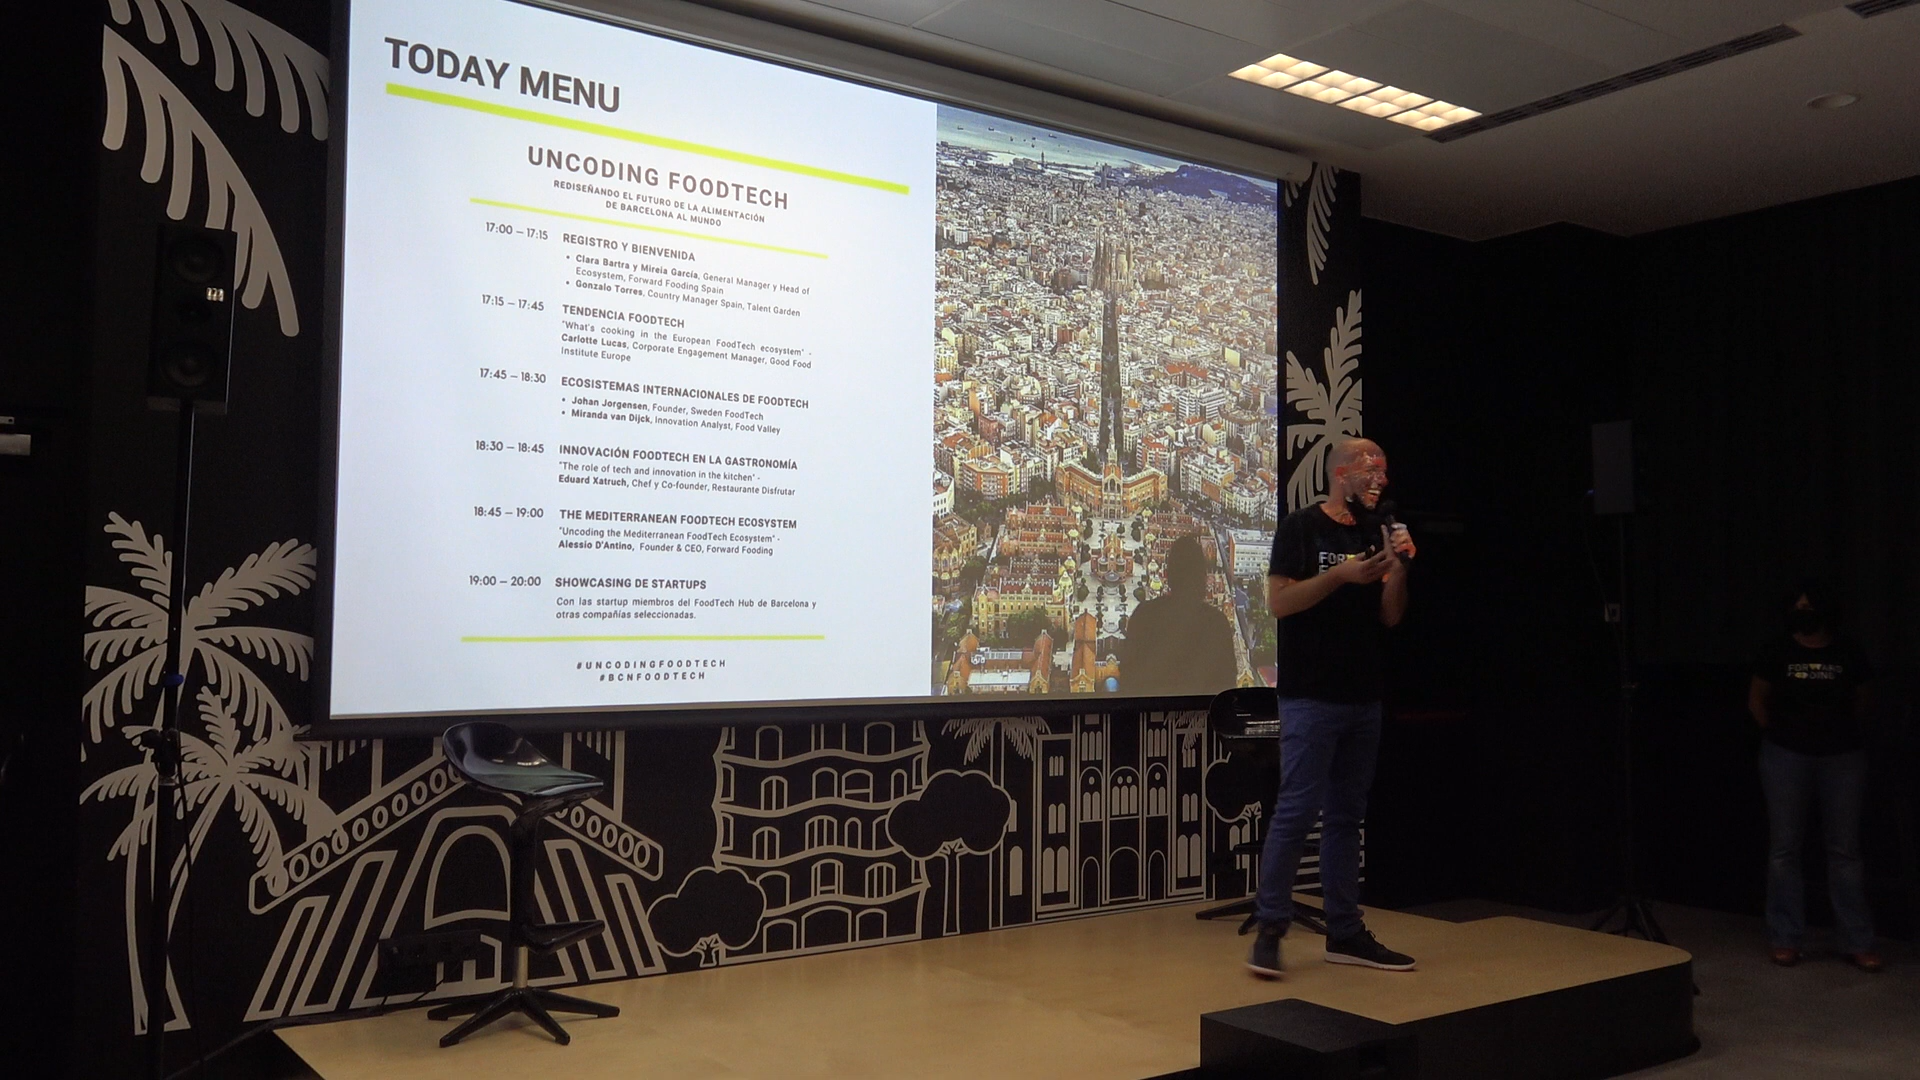 TODAY MENU
UNCODING FOODTECH
REDISEÑANDO EL FUTURO DE LA ALIMENTACIÓN
DE BARCELONA AL MUNDO
17:00 – 17:15 REGISTRO Y BIENVENIDA
• Clara Bartra y Mireia García, General Manager y Head of
Ecosystem, Forward Fooding Spain
• Gonzalo Torres, Country Manager Spain, Talent Garden
17:15 – 17:45 TENDENCIA FOODTECH
"What's cooking in the European FoodTech ecosystem" -
Carlotte Lucas, Corporate Engagement Manager, Good Food
Institute Europe
17:45 – 18:30 ECOSISTEMAS INTERNACIONALES DE FOODTECH
• Johan Jorgensen, Founder, Sweden FoodTech
• Miranda van Dijck, Innovation Analyst, Food Valley
18:30 – 18:45 INNOVACIÓN FOODTECH EN LA GASTRONOMÍA
"The role of tech and innovation in the kitchen" -
Eduard Xatruch, Chef y Co-founder, Restaurante Disfrutar
18:45 – 19:00 THE MEDITERRANEAN FOODTECH ECOSYSTEM
"Uncoding the Mediterranean FoodTech Ecosystem" -
Alessio D'Antino, Founder & CEO, Forward Fooding
19:00 – 20:00 SHOWCASING DE STARTUPS
Con las startup miembros del FoodTech Hub de Barcelona y
otras compañías seleccionadas.
#UNCODINGFOODTECH
#BCNFOODTECH
FORWARD
FOODING